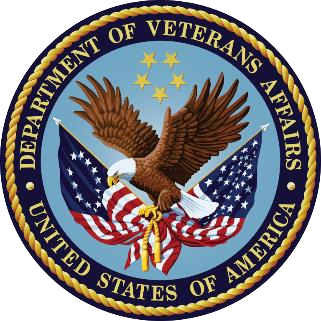 DEPARTMENT OF VETERANS AFFAIRS
UNITED STATES OF AMERICA